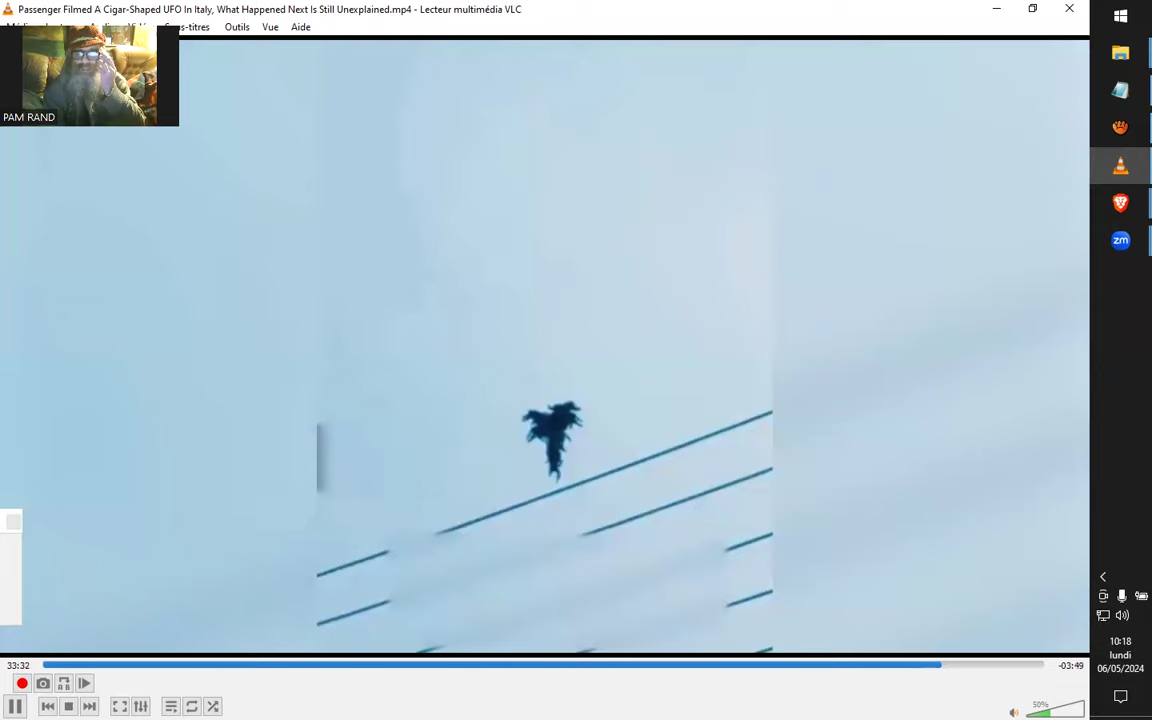 Passenger Filmed A Cigar-Shaped UFO In Italy, What Happened Next Is Still Unexplained.mp4 - Lecteur multimédia VLC
Outils Vue Aide
PAM RAND
zm
33:32
-03:49
50%
10:18
lundi
06/05/2024